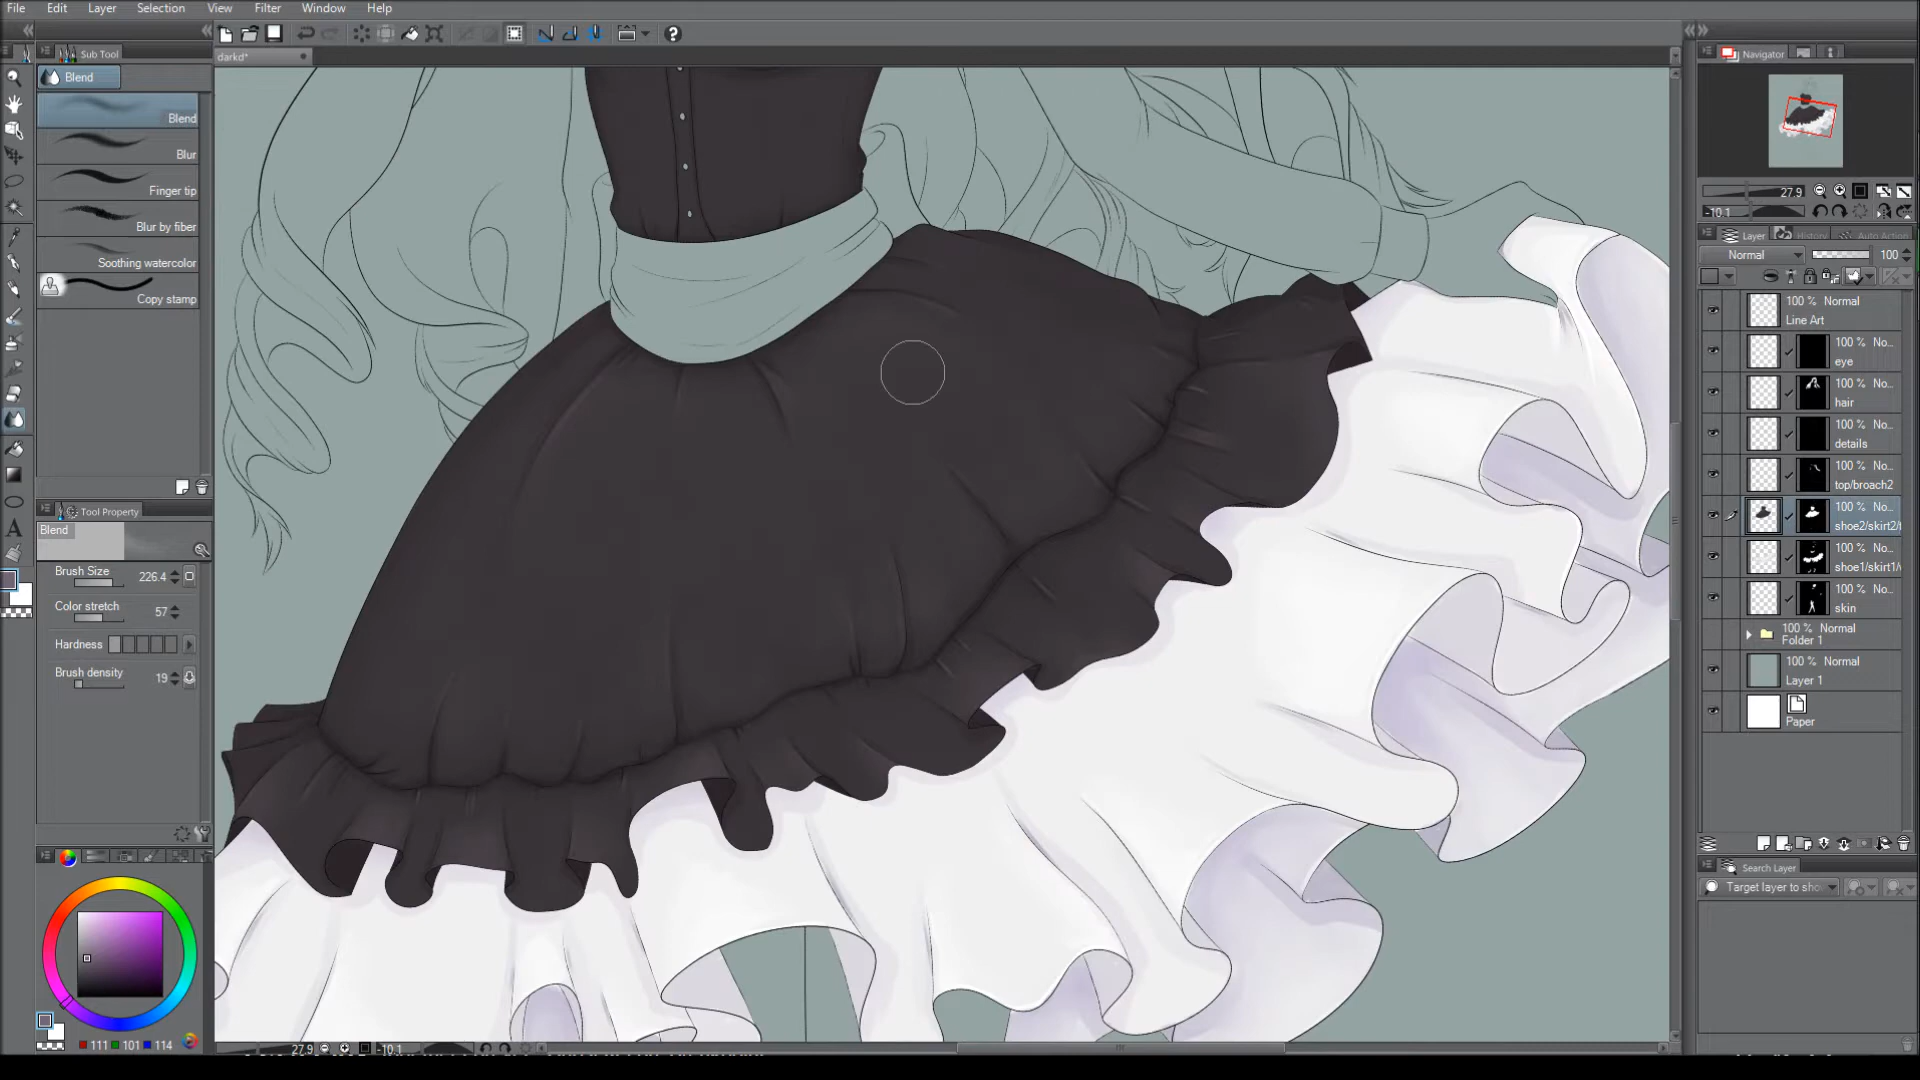 File Edit Layer Selection View Filter Window Help
Sub Tool
darkd*
Navigator
Blend
Blend
Blur
Finger tip
Blur by fiber
Soothing watercolor
Copy stamp
27.9
-10.1
Layer History Auto Action
Normal 100
100 % Normal
Line Art
100 % No...
eye
100 % No...
hair
100 % No...
details
100 % No...
top/broach2
100 % No...
shoe2/skirt2/
100 % No...
shoe1/skirt1/
100 % No...
skin
100 % Normal
Folder 1
100 % Normal
Layer 1
Paper
Tool Property
Blend
Brush Size 226.4
Color stretch 57
Hardness
Brush density 19
Search Layer
Target layer to sho
111 101 114
27.9 -10.1